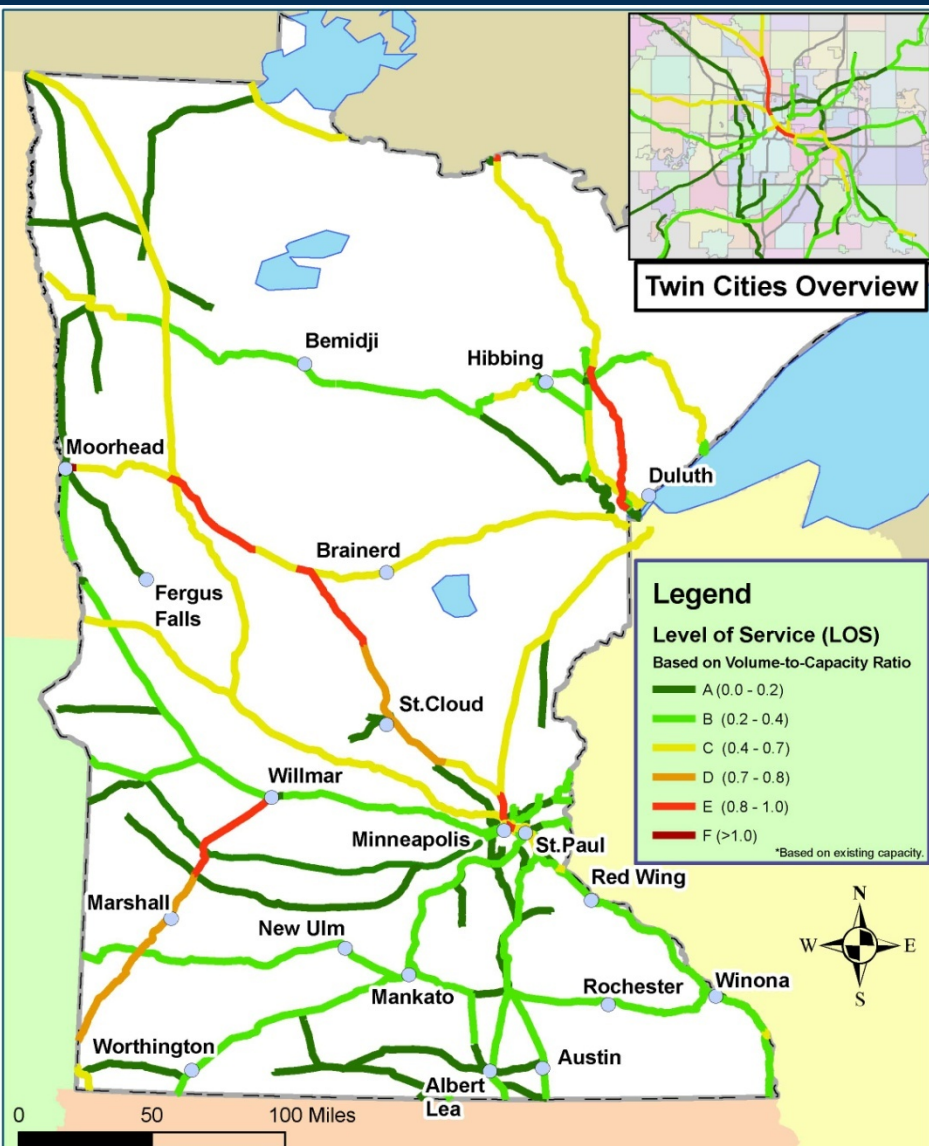 Twin Cities Overview
Bemidji
Hibbing
Moorhead
Duluth
Brainerd
Fergus
Falls
Legend
Level of Service (LOS)
Based on Volume-to-Capacity Ratio
A (0.0 - 0.2)
B (0.2 - 0.4)
C (0.4 - 0.7)
D (0.7 - 0.8)
E (0.8 - 1.0)
F (>1.0)
*Based on existing capacity.
St.Cloud
Willmar
Minneapolis
St.Paul
Red Wing
Marshall
New Ulm
N
W
E
S
Mankato
Rochester
Winona
Worthington
Albert
Lea
Austin
0
50
100 Miles